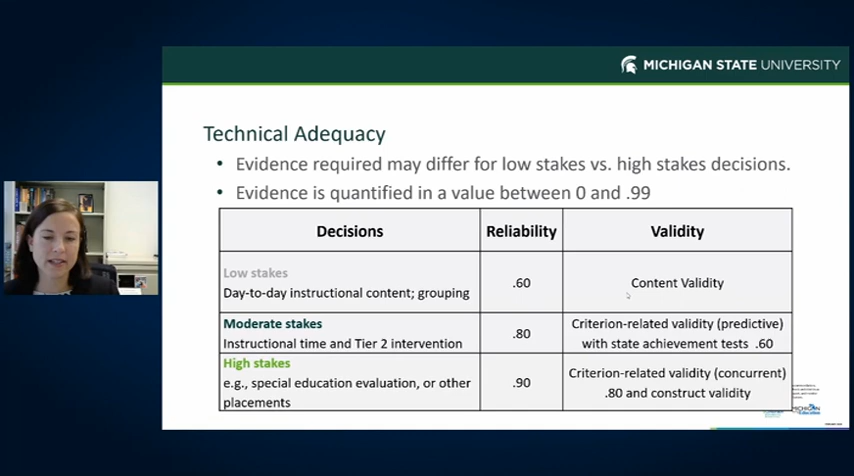 MICHIGAN STATE UNIVERSITY
Technical Adequacy
• Evidence required may differ for low stakes vs. high stakes decisions.
• Evidence is quantified in a value between 0 and .99
Decisions Reliability Validity
Low stakes
Day-to-day instructional content; grouping
.60
Content Validity
Moderate stakes
Instructional time and Tier 2 intervention
.80
Criterion-related validity (predictive)
with state achievement tests .60
High stakes
e.g., special education evaluation, or other
placements
.90
Criterion-related validity (concurrent)
.80 and construct validity
MICHIGAN
Education